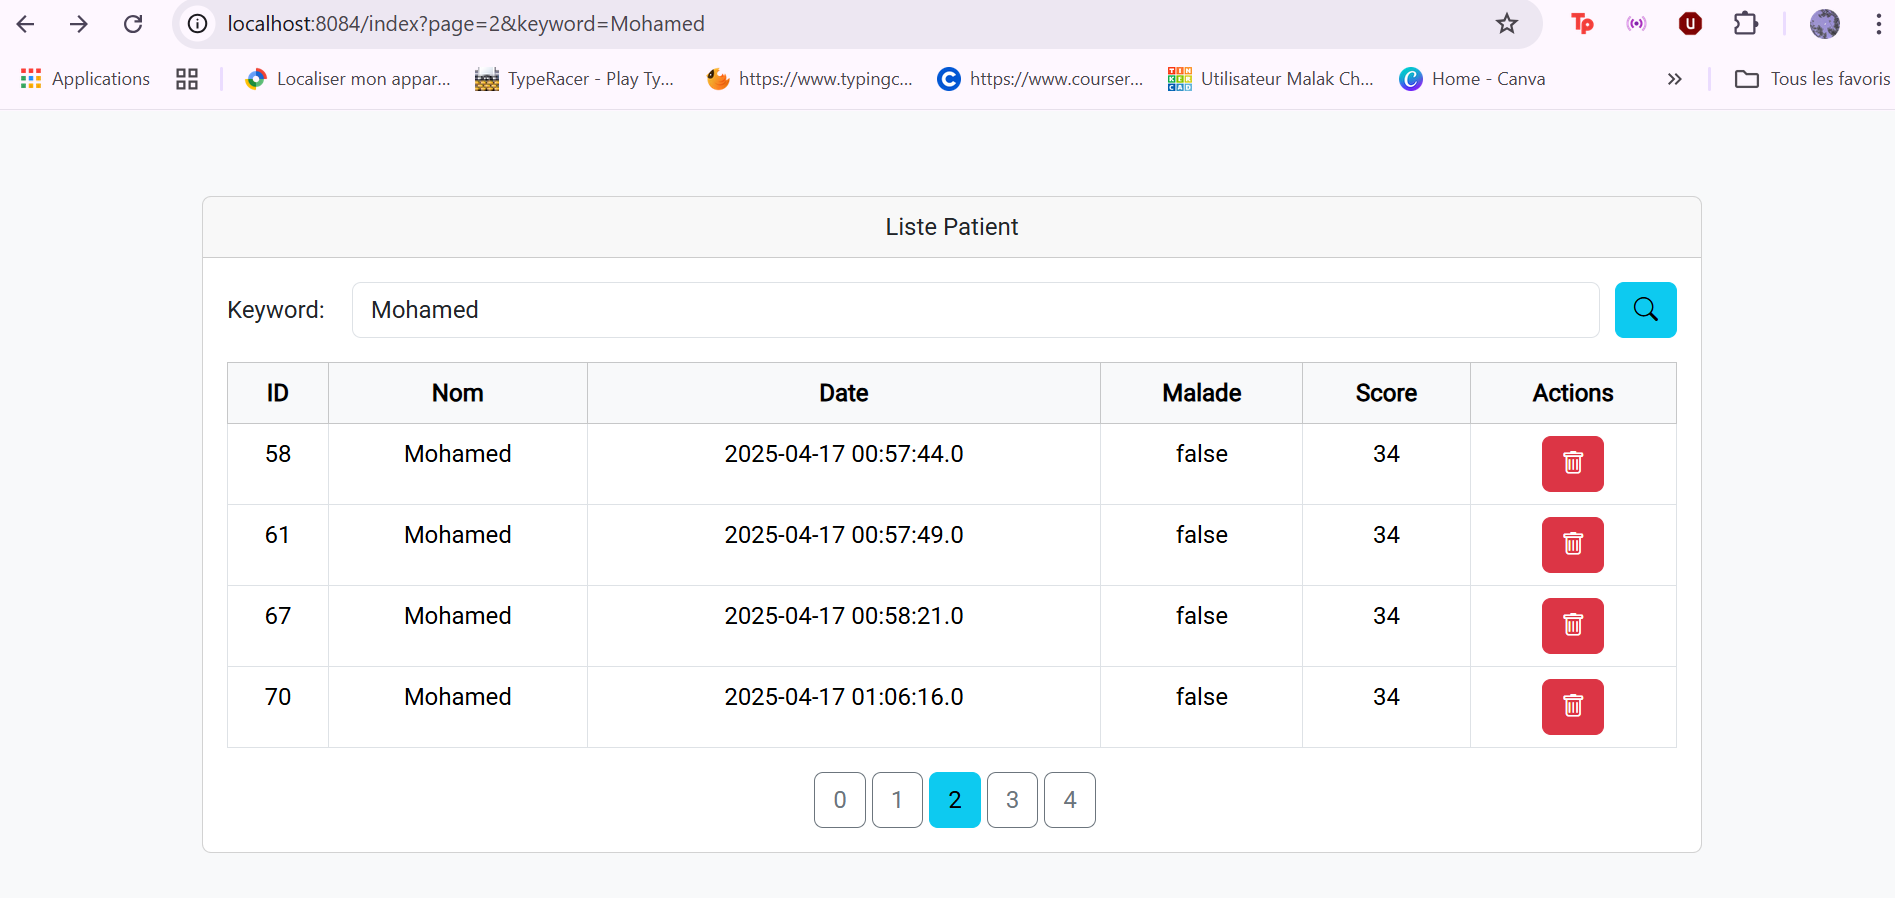 localhost:8084/index?page=2&keyword=Mohamed
Tp
U
Applications
Localiser mon appar...
TypeRacer - Play Ty...
https://www.typingc...
C
https://www.courser...
TINKERCAD
Utilisateur Malak Ch...
C
Home - Canva
»
Tous les favoris
Liste Patient
Keyword: Mohamed
ID Nom Date Malade Score Actions
58 Mohamed 2025-04-17 00:57:44.0 false 34
61 Mohamed 2025-04-17 00:57:49.0 false 34
67 Mohamed 2025-04-17 00:58:21.0 false 34
70 Mohamed 2025-04-17 01:06:16.0 false 34
0 1 2 3 4